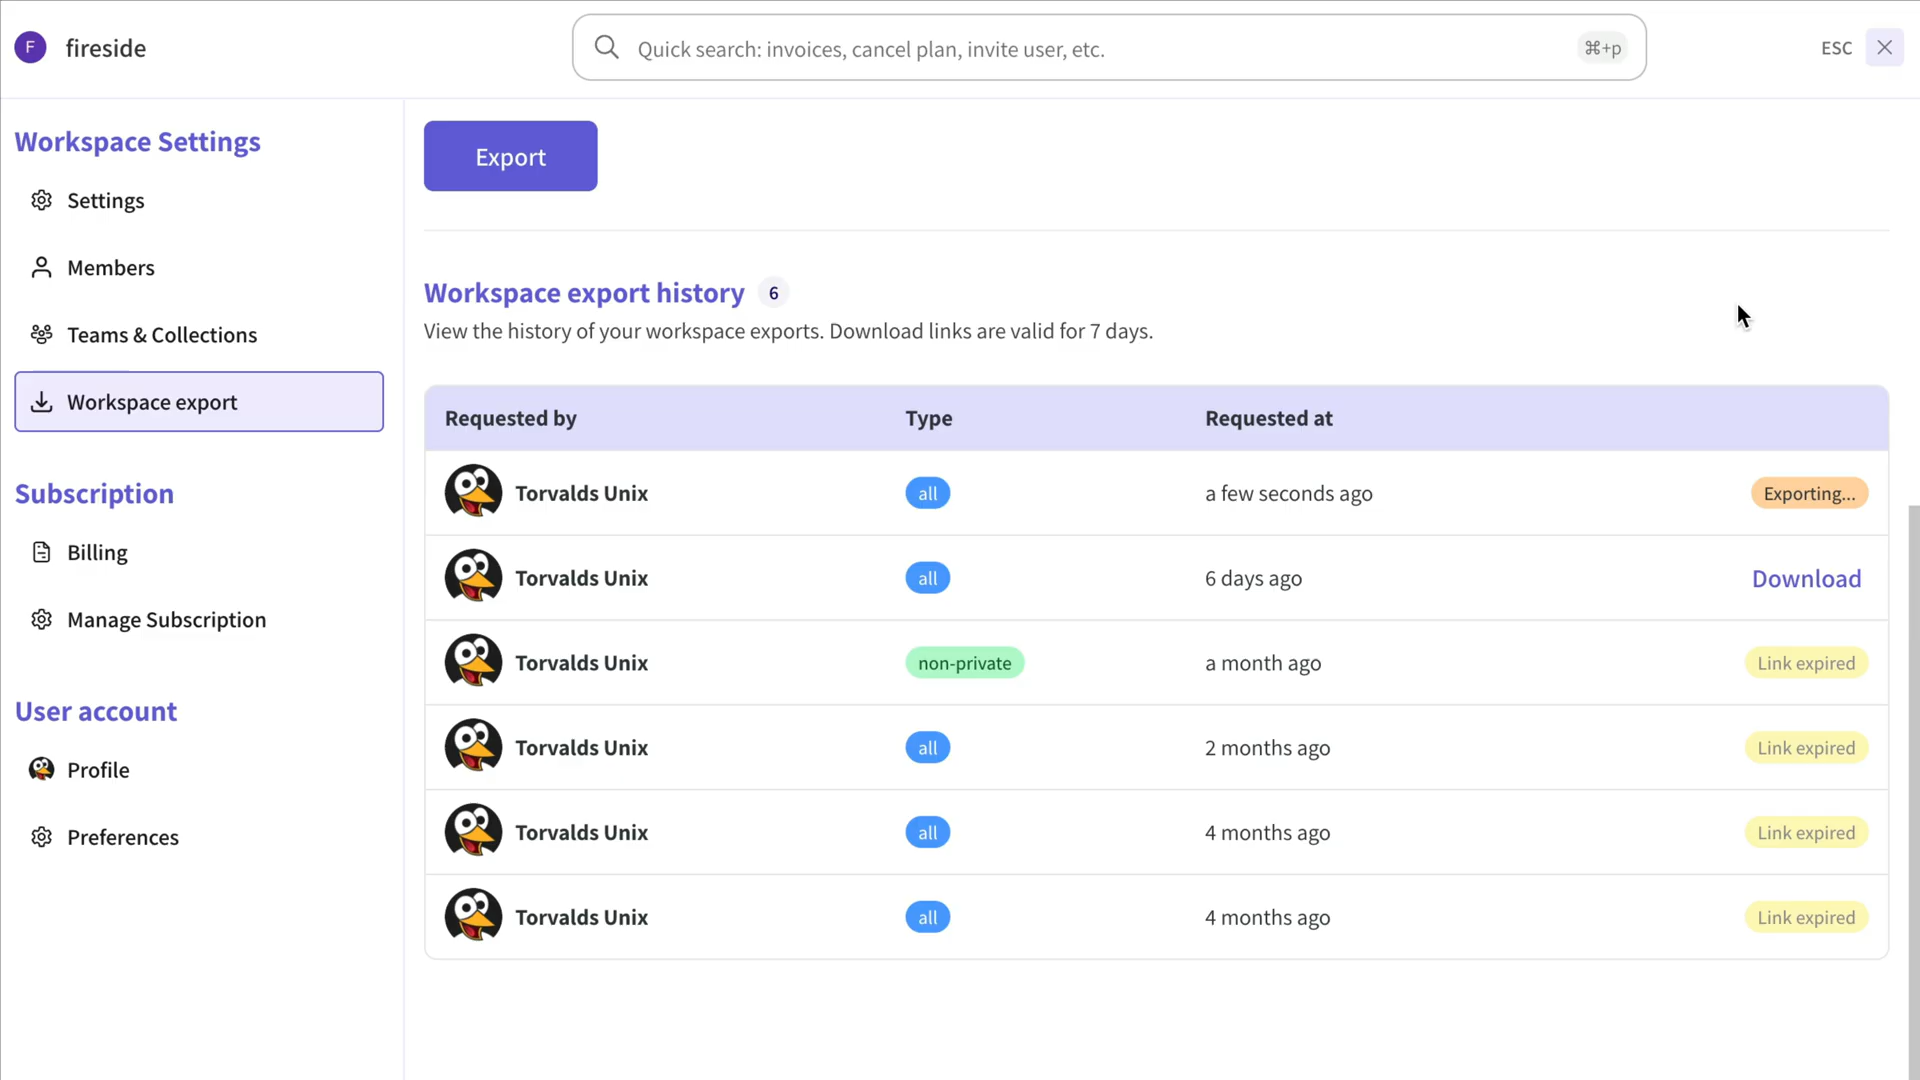 F fireside
Quick search: invoices, cancel plan, invite user, etc. ⌘+p
ESC
Workspace Settings
Settings
Members
Teams & Collections
Workspace export
Subscription
Billing
Manage Subscription
User account
Profile
Preferences
Export
Workspace export history 6
View the history of your workspace exports. Download links are valid for 7 days.
Requested by Type Requested at
Torvalds Unix all a few seconds ago Exporting...
Torvalds Unix all 6 days ago Download
Torvalds Unix non-private a month ago Link expired
Torvalds Unix all 2 months ago Link expired
Torvalds Unix all 4 months ago Link expired
Torvalds Unix all 4 months ago Link expired